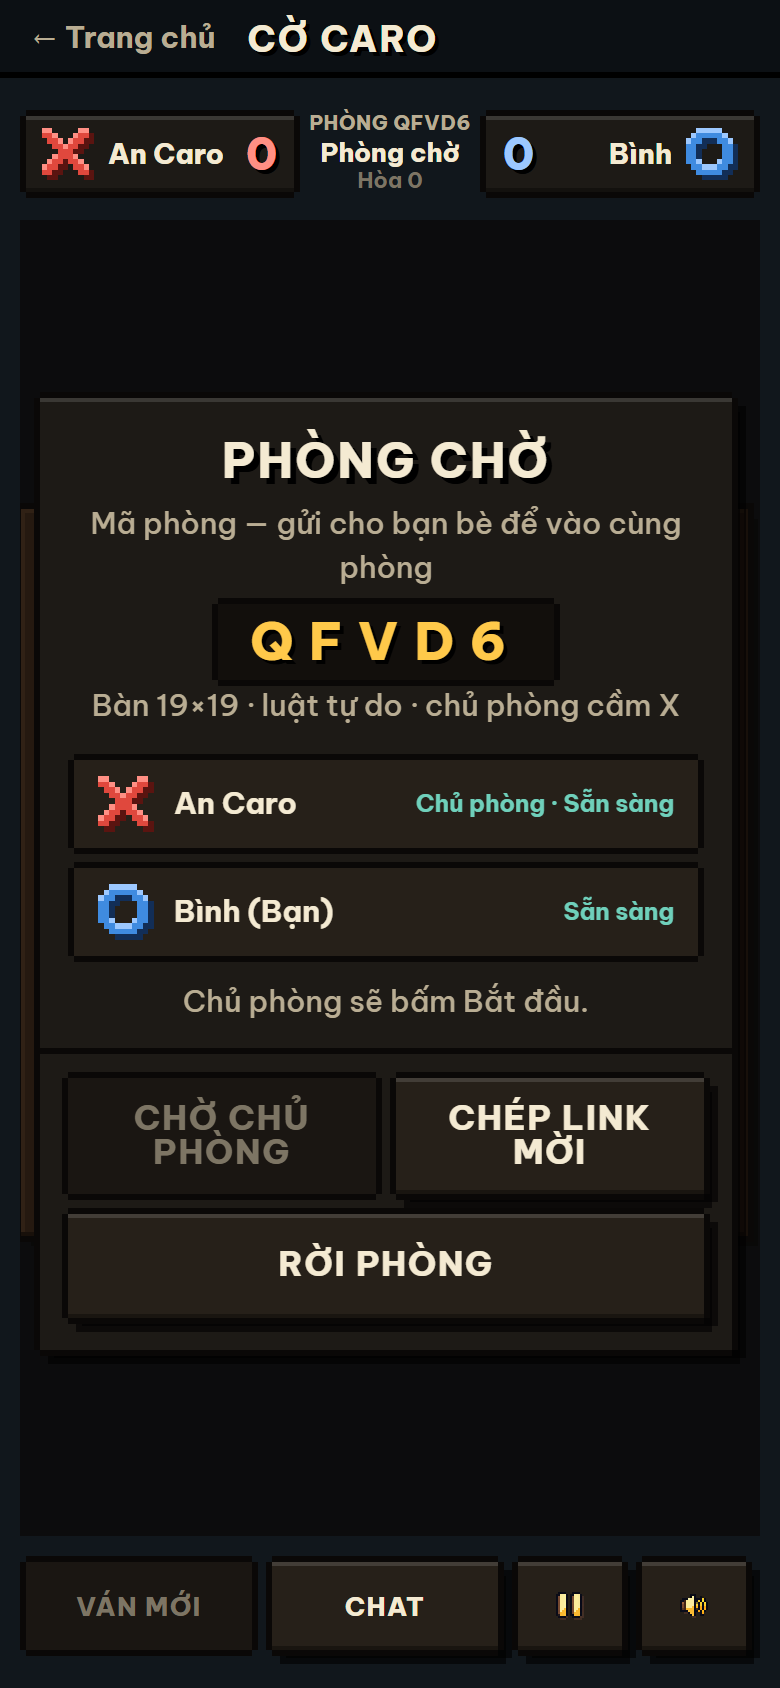 ← Trang chủ CỜ CARO
An Caro 0
PHÒNG QFVD6
Phòng chờ
Hòa 0
0 Bình
PHÒNG CHỜ
Mã phòng — gửi cho bạn bè để vào cùng
phòng
QFVD6
Bàn 19×19 · luật tự do · chủ phòng cầm X
An Caro Chủ phòng · Sẵn sàng
Bình (Bạn) Sẵn sàng
Chủ phòng sẽ bấm Bắt đầu.
CHỜ CHỦ
PHÒNG
CHÉP LINK
MỜI
RỜI PHÒNG
VÁN MỚI
CHAT